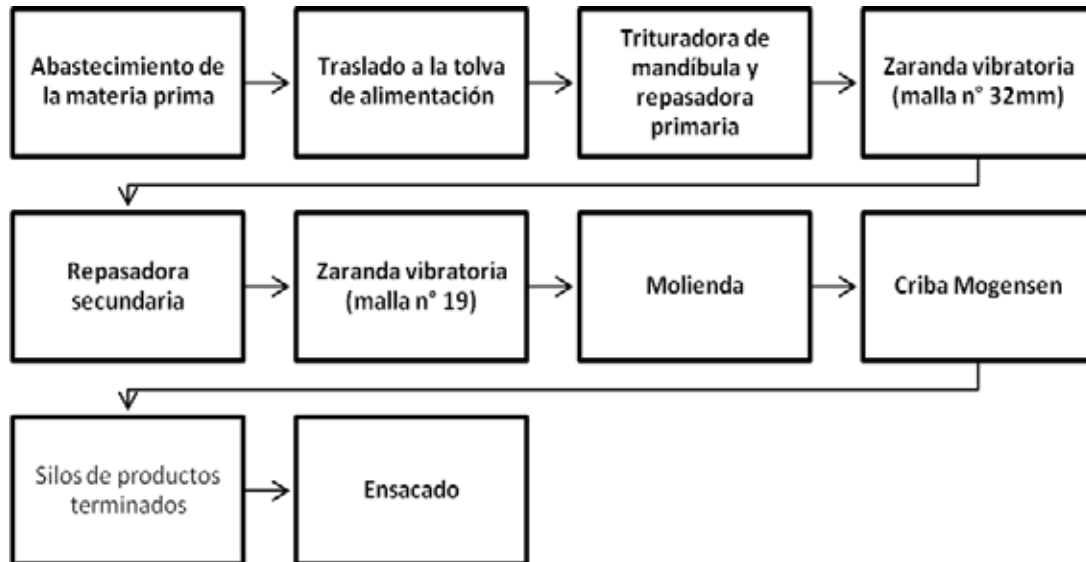 Abastecimiento de
la materia prima
Traslado a la tolva
de alimentación
Trituradora de
mandíbula y
repasadora
primaria
Zaranda vibratoria
(malla n° 32mm)
Repasadora
secundaria
Zaranda vibratoria
(malla n° 19)
Molienda
Criba Mogensen
Silos de productos
terminados
Ensacado